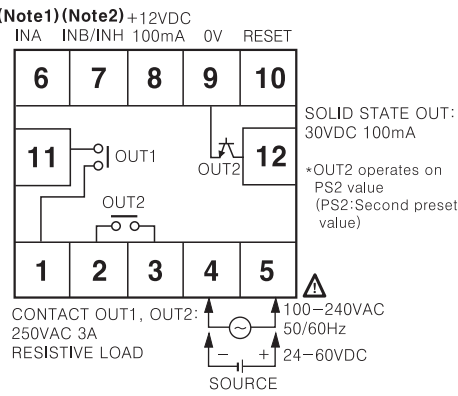 (Note1) (Note2) +12VDC
INA INB/INH 100mA 0V RESET
6 7 8 9 10
SOLID STATE OUT:
30VDC 100mA
11 OUT1 OUT2 12
*OUT2 operates on
PS2 value
(PS2:Second preset
value)
OUT2
1 2 3 4 5
CONTACT OUT1, OUT2:
250VAC 3A
RESISTIVE LOAD
100-240VAC
50/60Hz
- + 24-60VDC
SOURCE